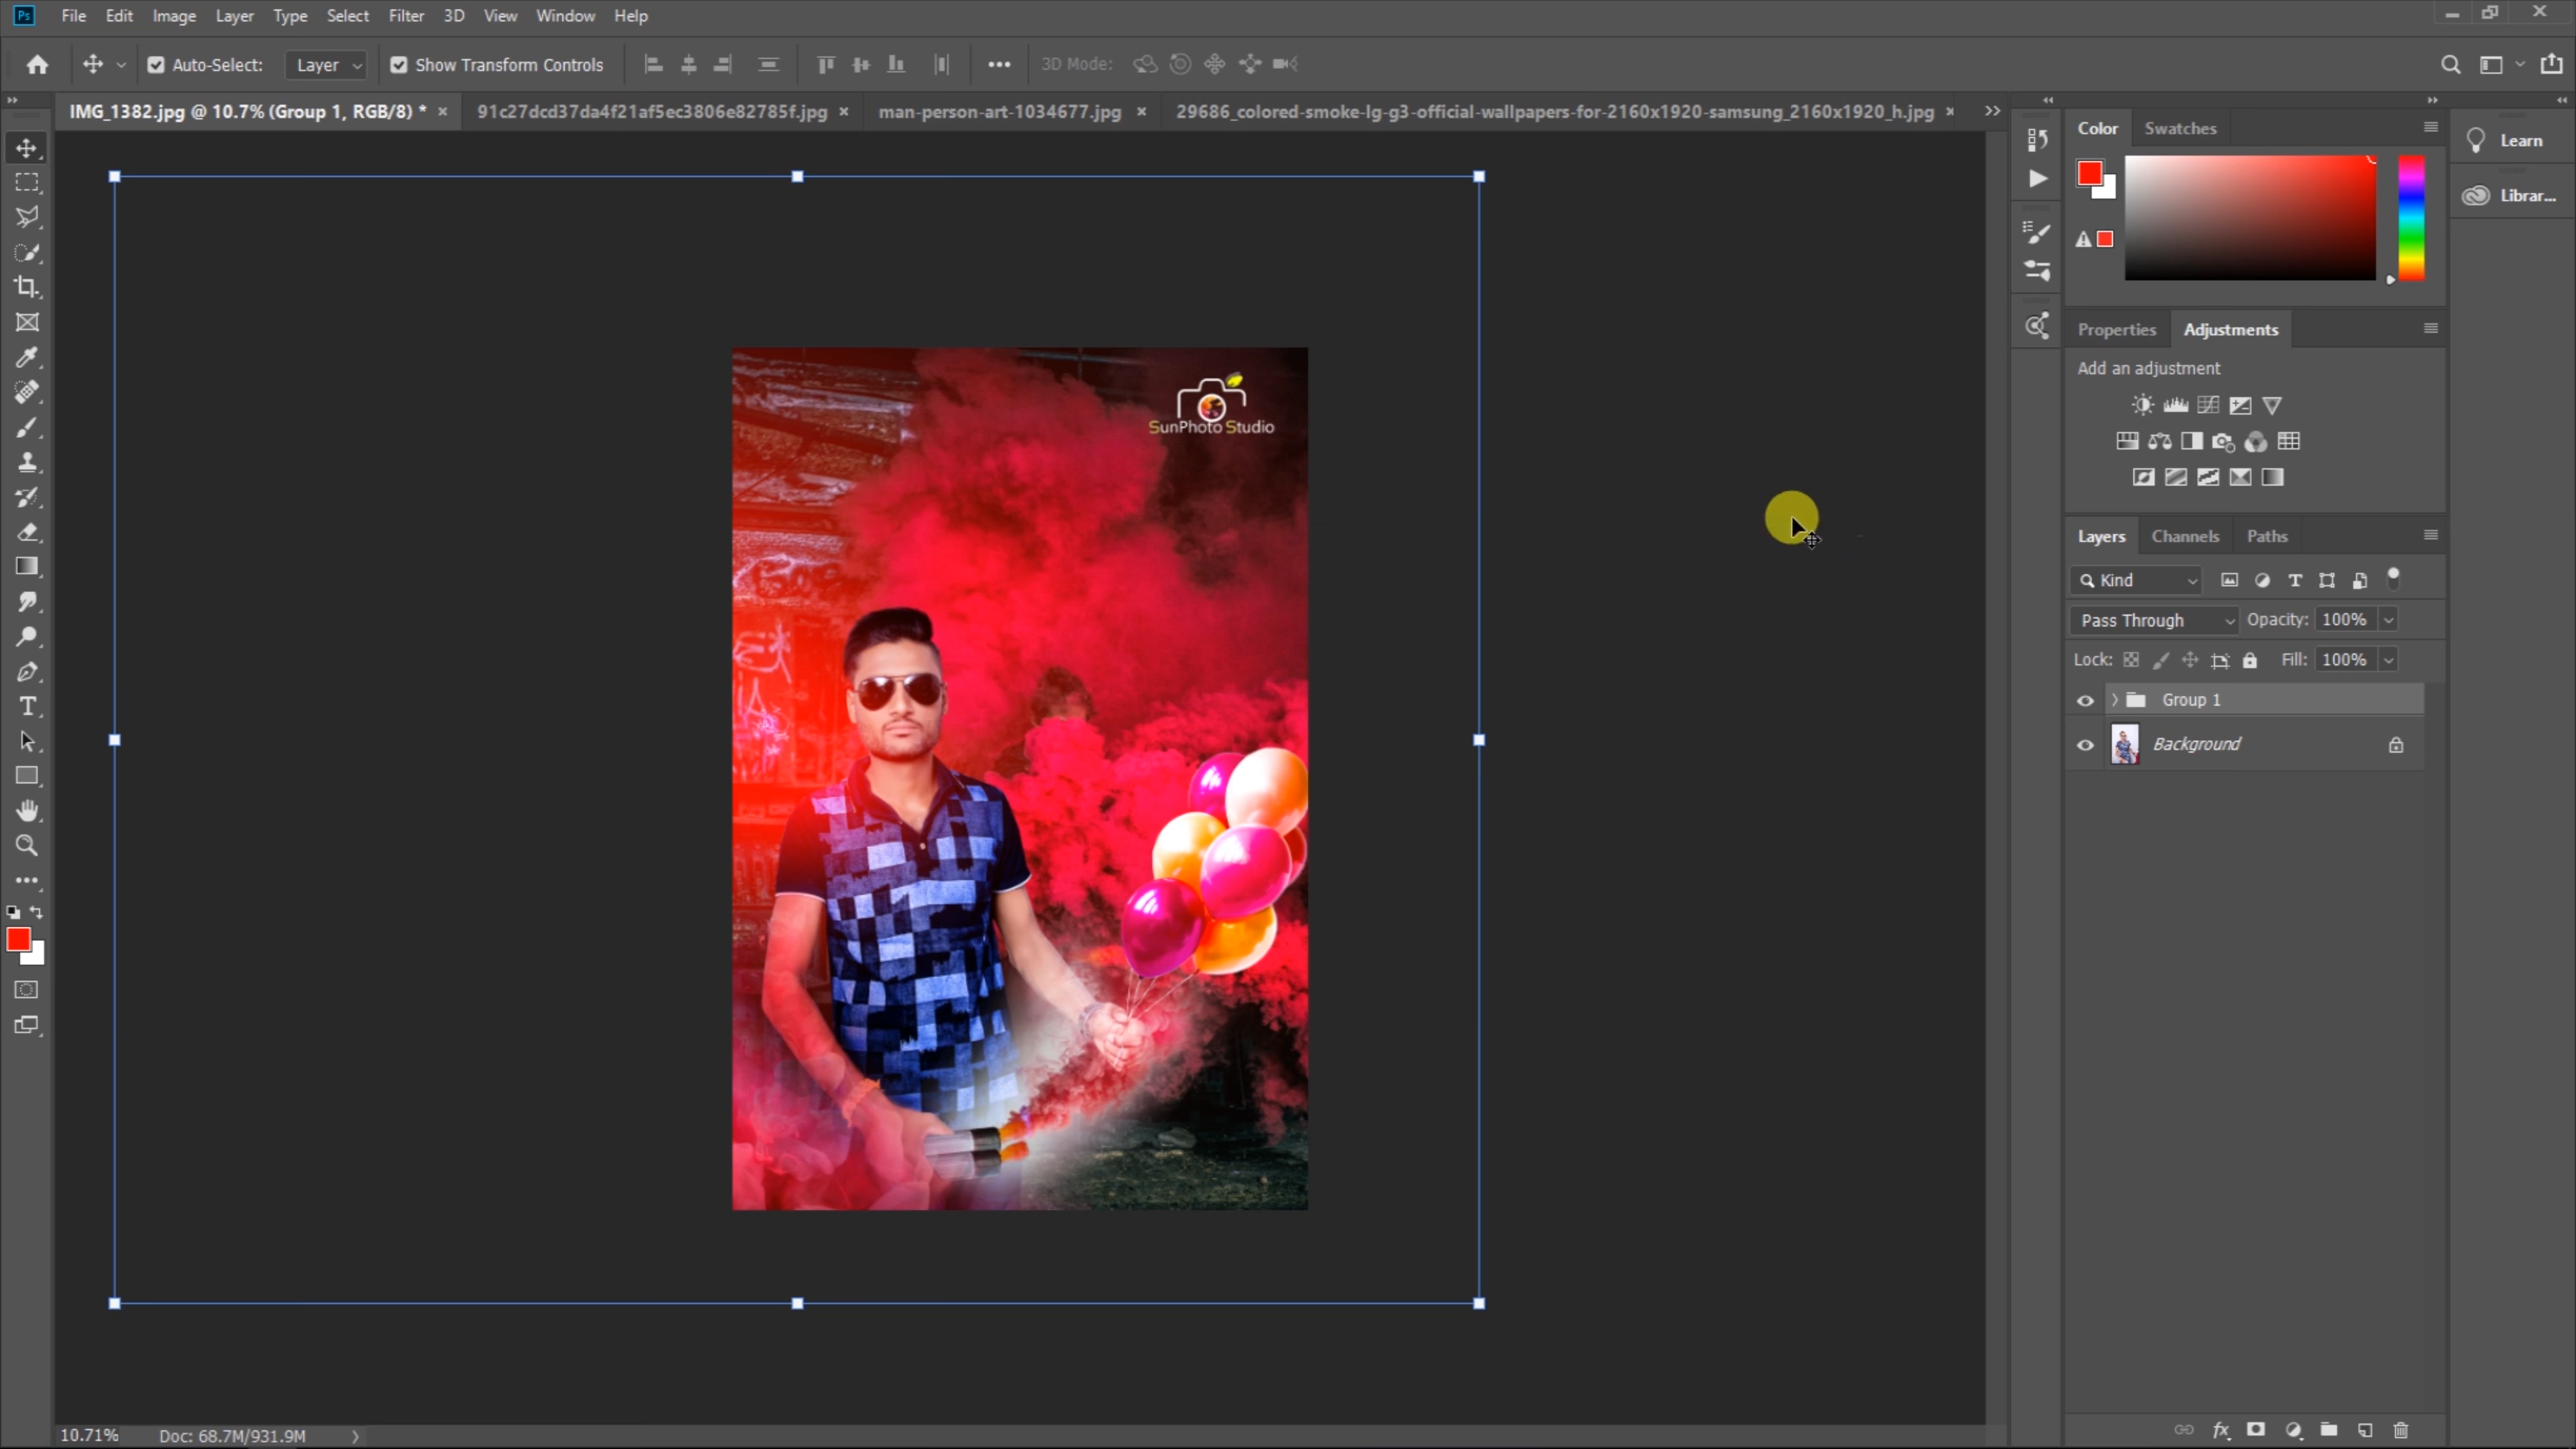 Ps File Edit Image Layer Type Select Filter 3D View Window Help
Auto-Select: Layer Show Transform Controls 3D Mode:
IMG_1382.jpg @ 10.7% (Group 1, RGB/8) * × 91c27dcd37da4f21af5ec3806e82785f.jpg × man-person-art-1034677.jpg × 29686_colored-smoke-lg-g3-official-wallpapers-for-2160x1920-samsung_2160x1920_h.jpg ×
Color Swatches
Learn
Librar...
Properties Adjustments
Add an adjustment
SunPhoto Studio
Layers Channels Paths
Kind
Pass Through Opacity: 100%
Lock: Fill: 100%
Group 1
Background
10.71% Doc: 68.7M/931.9M